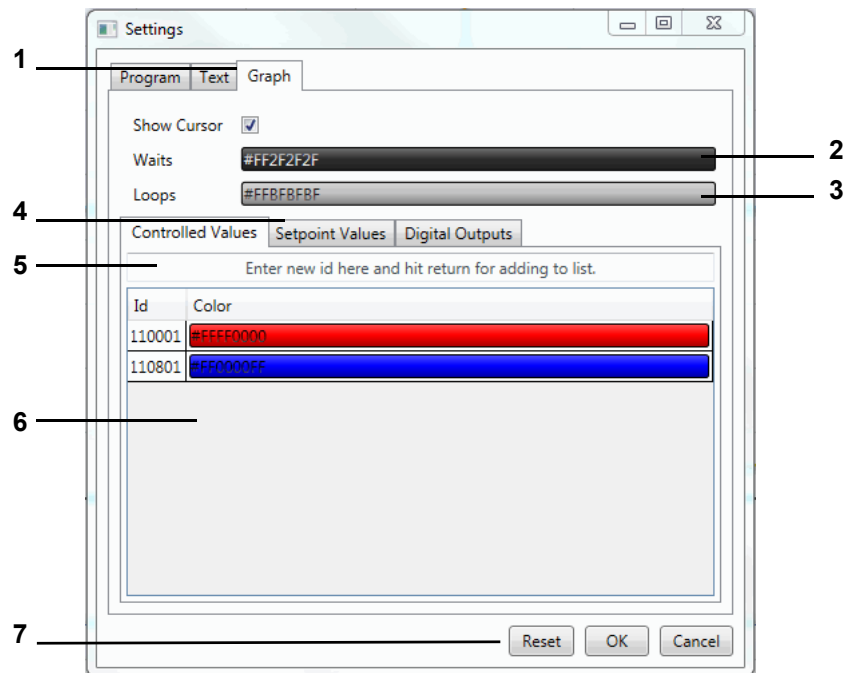 Settings
1
Program Text Graph
Show Cursor
Waits #FF2F2F2F 2
Loops #FFBFBFBF 3
4
Controlled Values Setpoint Values Digital Outputs
5 Enter new id here and hit return for adding to list.
Id Color
110001 #FFFF0000
110801 #FF0000FF
6
7 Reset OK Cancel